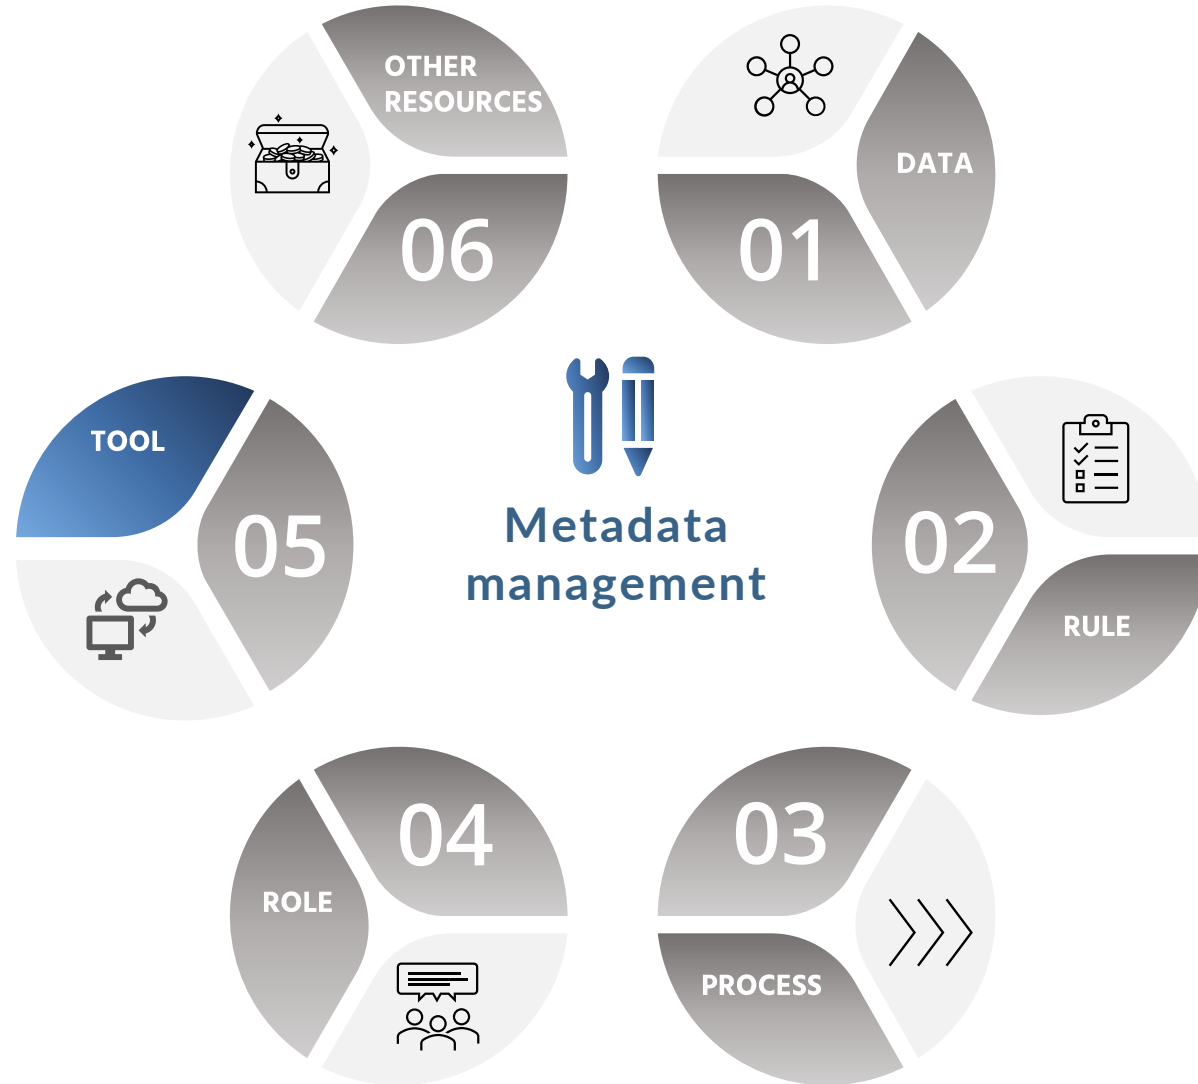 OTHER
RESOURCES
06
DATA
01
TOOL
05
Metadata
management
02
RULE
04
ROLE
03
PROCESS